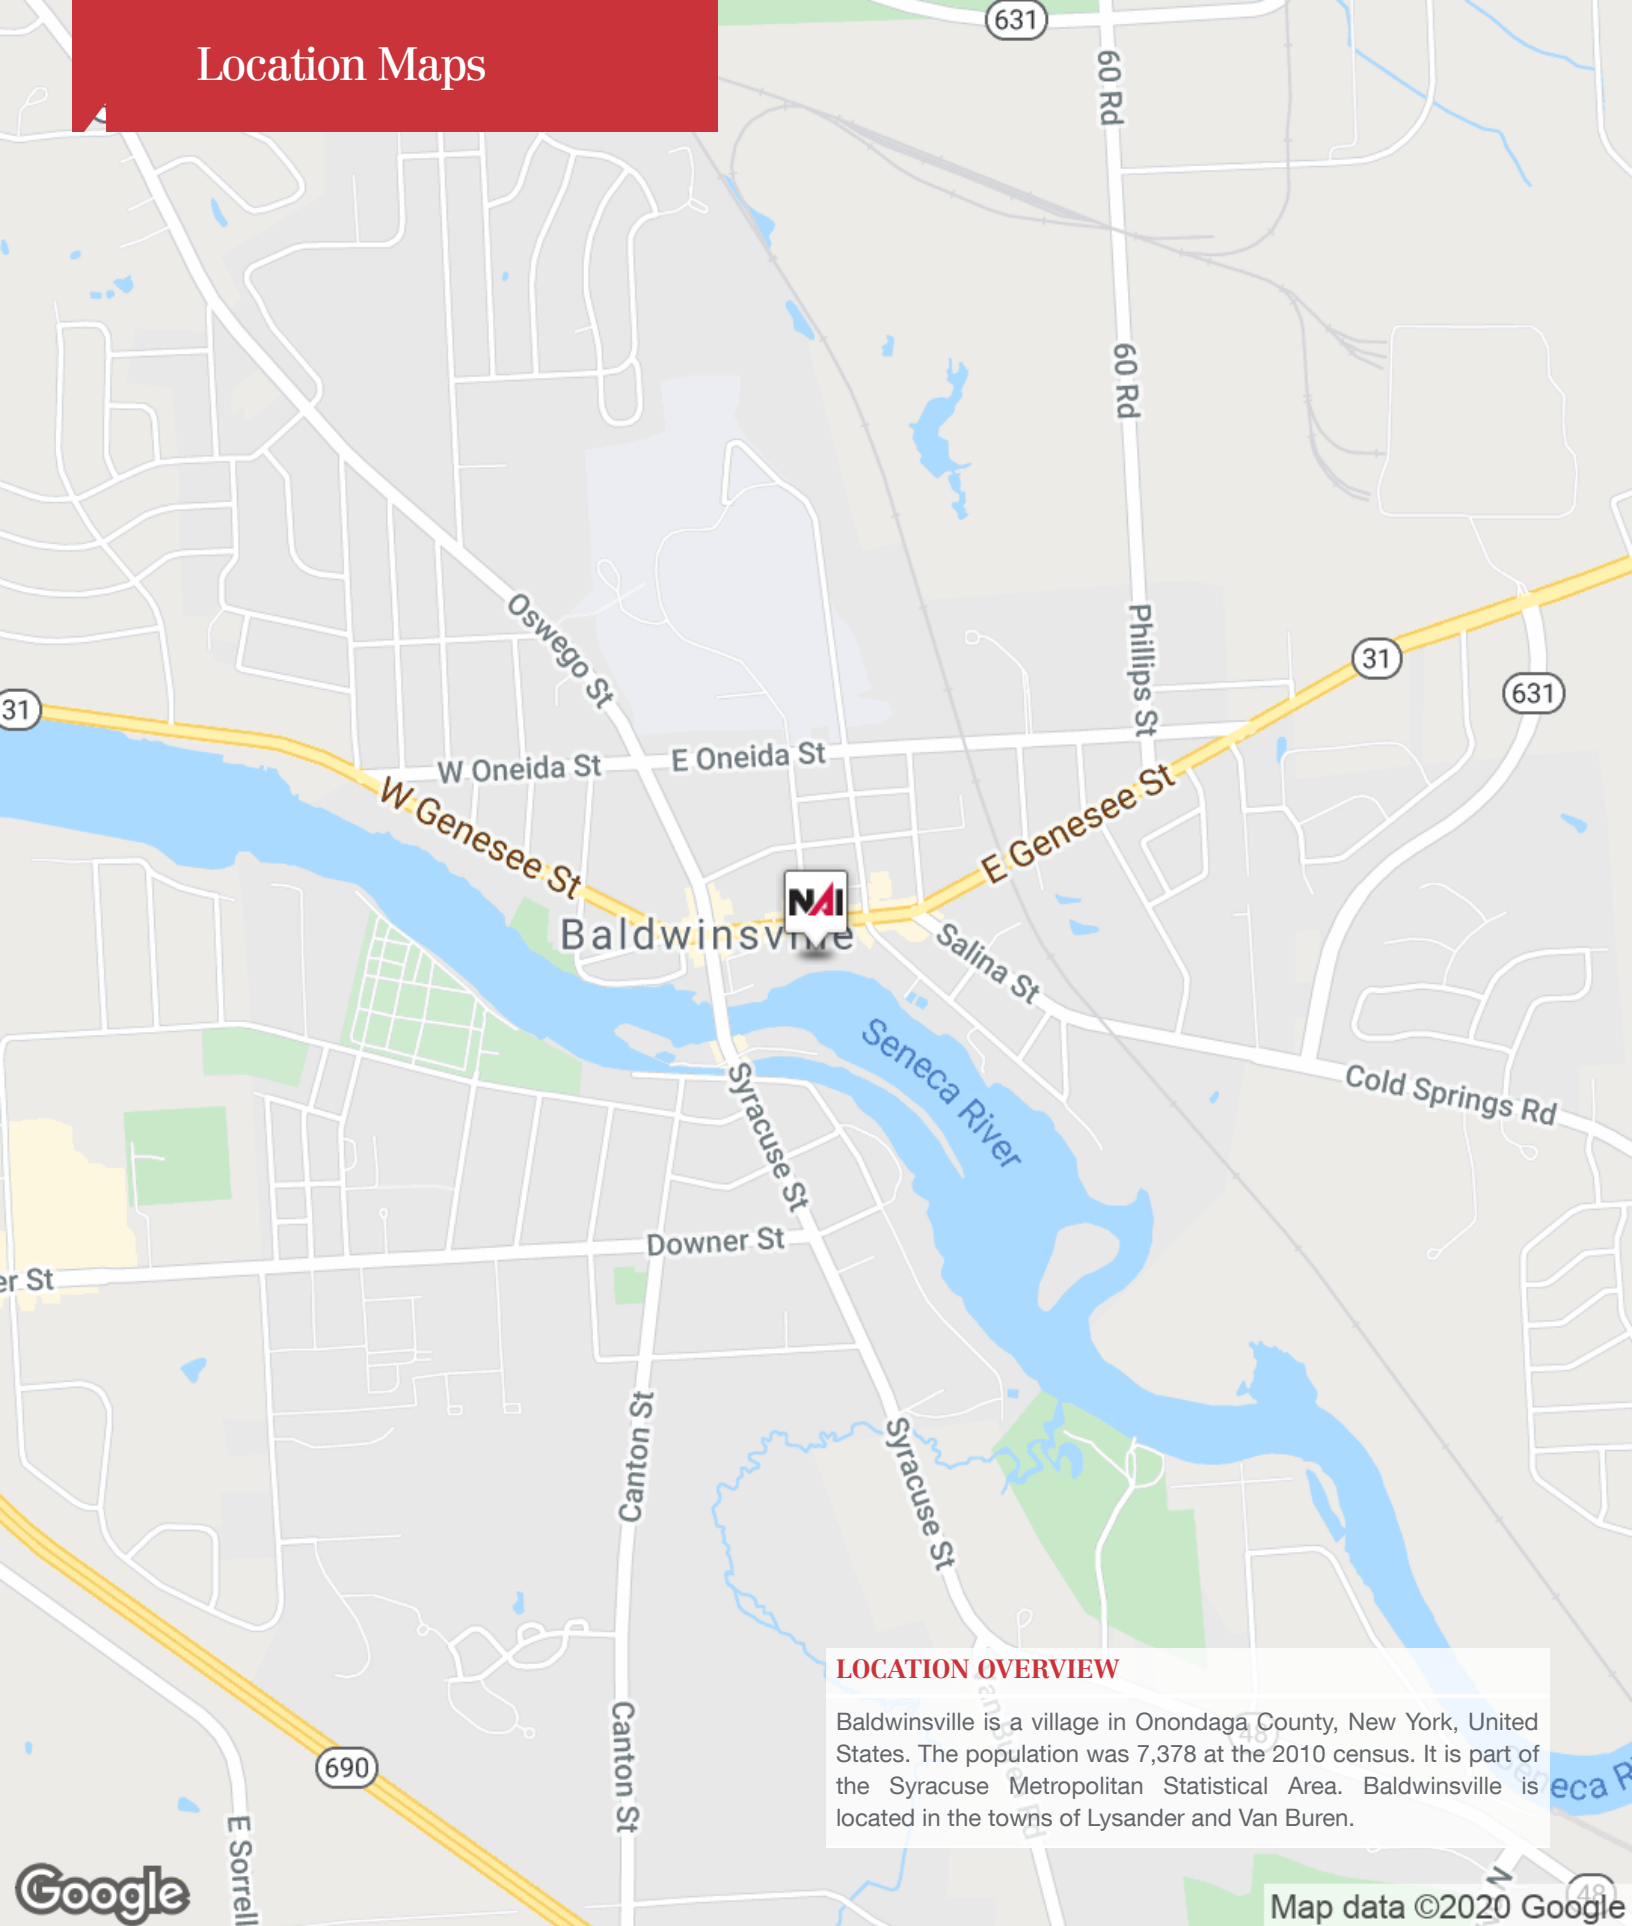 Location Maps
631
60 Rd
60 Rd
Oswego St
Phillips St
31
631
31
W Oneida St
E Oneida St
W Genesee St
E Genesee St
NAI
Baldwinsville
Salina St
Seneca River
Cold Springs Rd
Syracuse St
Downer St
er St
Canton St
Syracuse St
LOCATION OVERVIEW
Baldwinsville is a village in Onondaga County, New York, United
States. The population was 7,378 at the 2010 census. It is part of
the Syracuse Metropolitan Statistical Area. Baldwinsville is
located in the towns of Lysander and Van Buren.
48
Seneca R
690
Canton St
E Sorrell
Google
48
Map data ©2020 Google